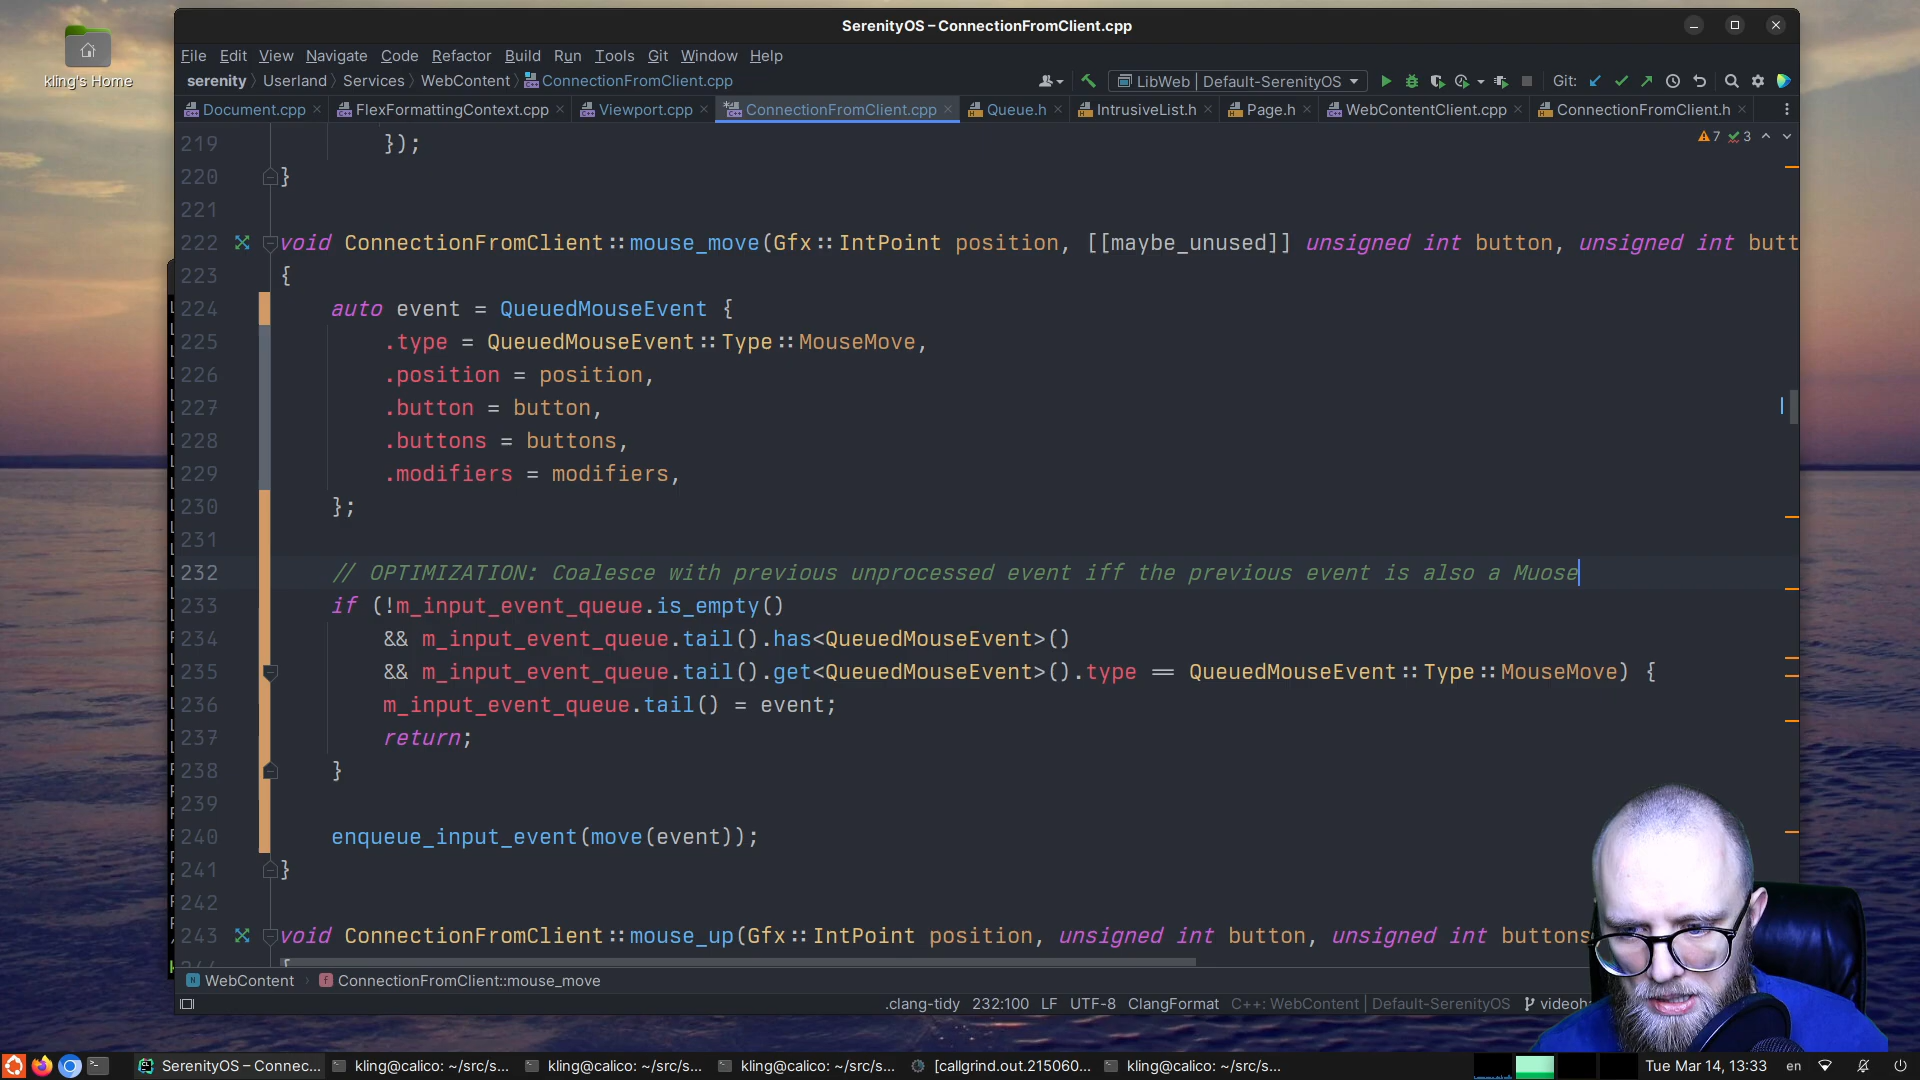 kling's Home
SerenityOS – ConnectionFromClient.cpp
File Edit View Navigate Code Refactor Build Run Tools Git Window Help
serenity Userland Services WebContent ConnectionFromClient.cpp LibWeb | Default-SerenityOS Git:
Document.cpp FlexFormattingContext.cpp Viewport.cpp ConnectionFromClient.cpp Queue.h IntrusiveList.h Page.h WebContentClient.cpp ConnectionFromClient.h
7 3
219 });
220 }
221
222 void ConnectionFromClient::mouse_move(Gfx::IntPoint position, [[maybe_unused]] unsigned int button, unsigned int butt
223 {
224 auto event = QueuedMouseEvent {
225 .type = QueuedMouseEvent::Type::MouseMove,
226 .position = position,
227 .button = button,
228 .buttons = buttons,
229 .modifiers = modifiers,
230 };
231
232 // OPTIMIZATION: Coalesce with previous unprocessed event iff the previous event is also a Muose
233 if (!m_input_event_queue.is_empty()
234 && m_input_event_queue.tail().has<QueuedMouseEvent>()
235 && m_input_event_queue.tail().get<QueuedMouseEvent>().type == QueuedMouseEvent::Type::MouseMove) {
236 m_input_event_queue.tail() = event;
237 return;
238 }
239
240 enqueue_input_event(move(event));
241 }
242
243 void ConnectionFromClient::mouse_up(Gfx::IntPoint position, unsigned int button, unsigned int buttons
WebContent ConnectionFromClient::mouse_move
.clang-tidy 232:100 LF UTF-8 ClangFormat C++: WebContent | Default-SerenityOS
SerenityOS – Connec... kling@calico: ~/src/s... kling@calico: ~/src/s... kling@calico: ~/src/s... [callgrind.out.215060... kling@calico: ~/src/s... Tue Mar 14, 13:33 en